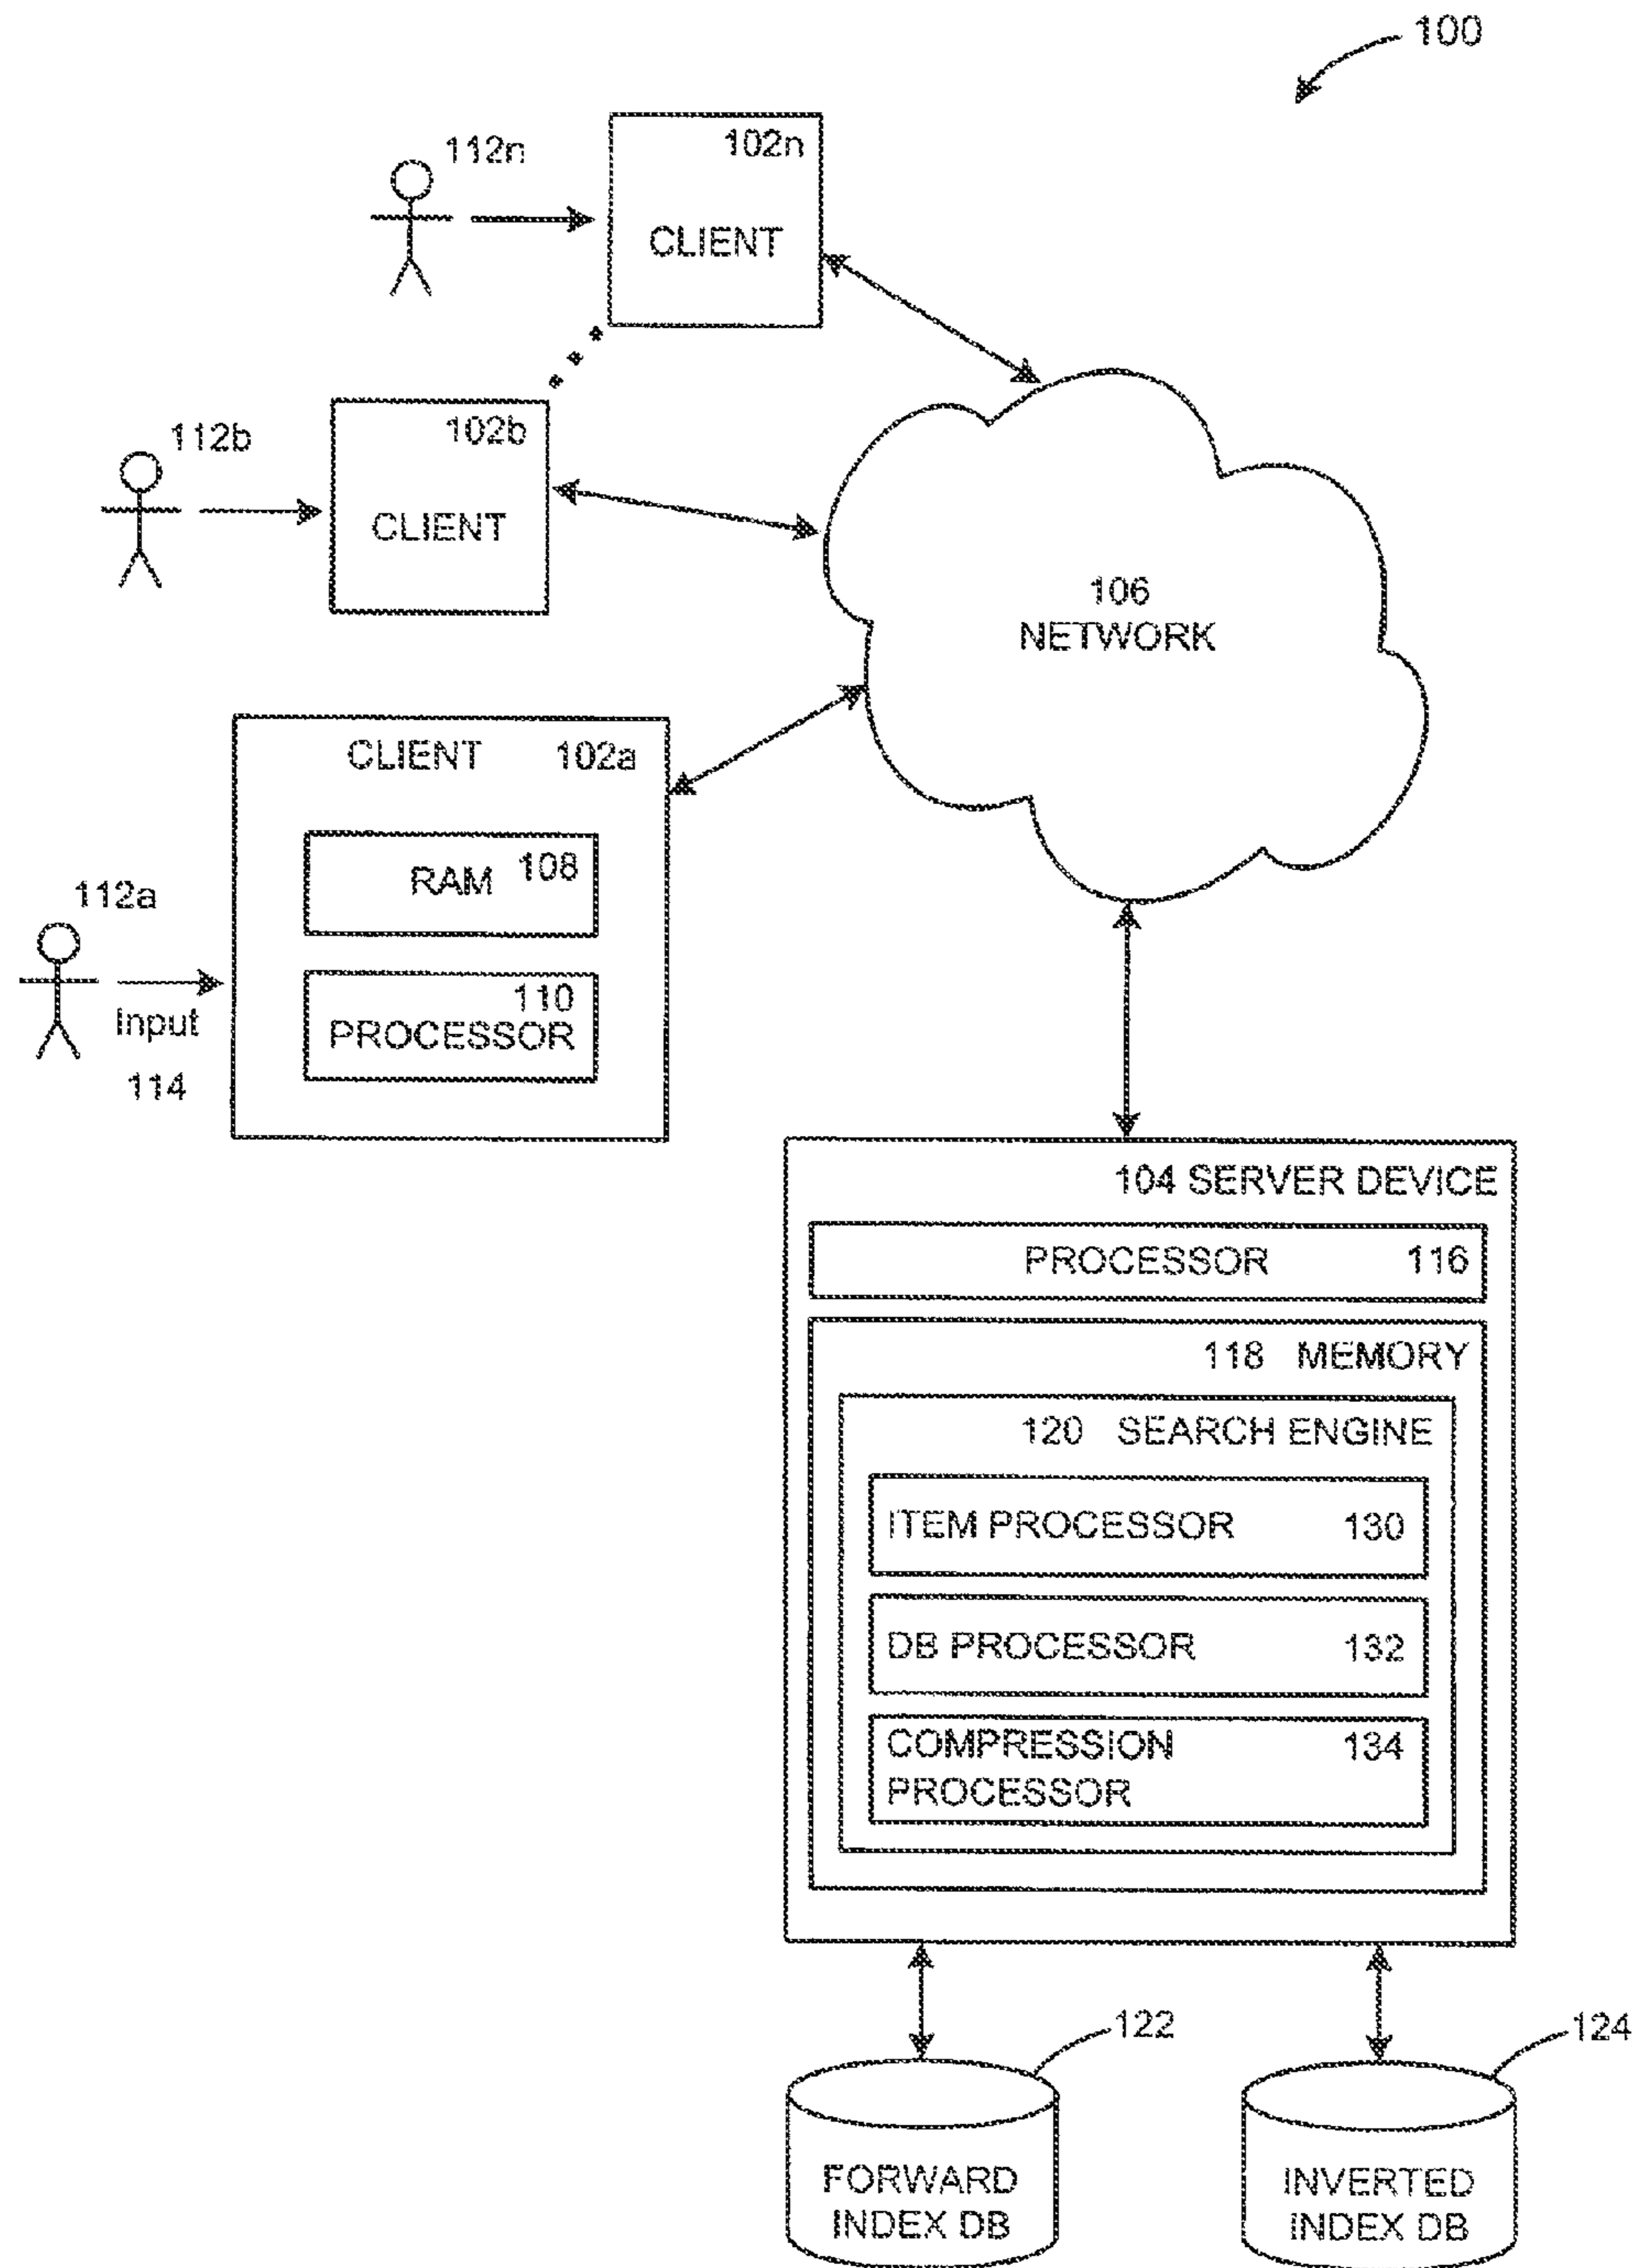 100
112n
102n
CLIENT
112b
102b
CLIENT
106
NETWORK
CLIENT 102a
RAM 108
110
PROCESSOR
112a
Input
114
104 SERVER DEVICE
PROCESSOR 116
118 MEMORY
120 SEARCH ENGINE
ITEM PROCESSOR 130
DB PROCESSOR 132
COMPRESSION 134
PROCESSOR
122
124
FORWARD
INDEX DB
INVERTED
INDEX DB